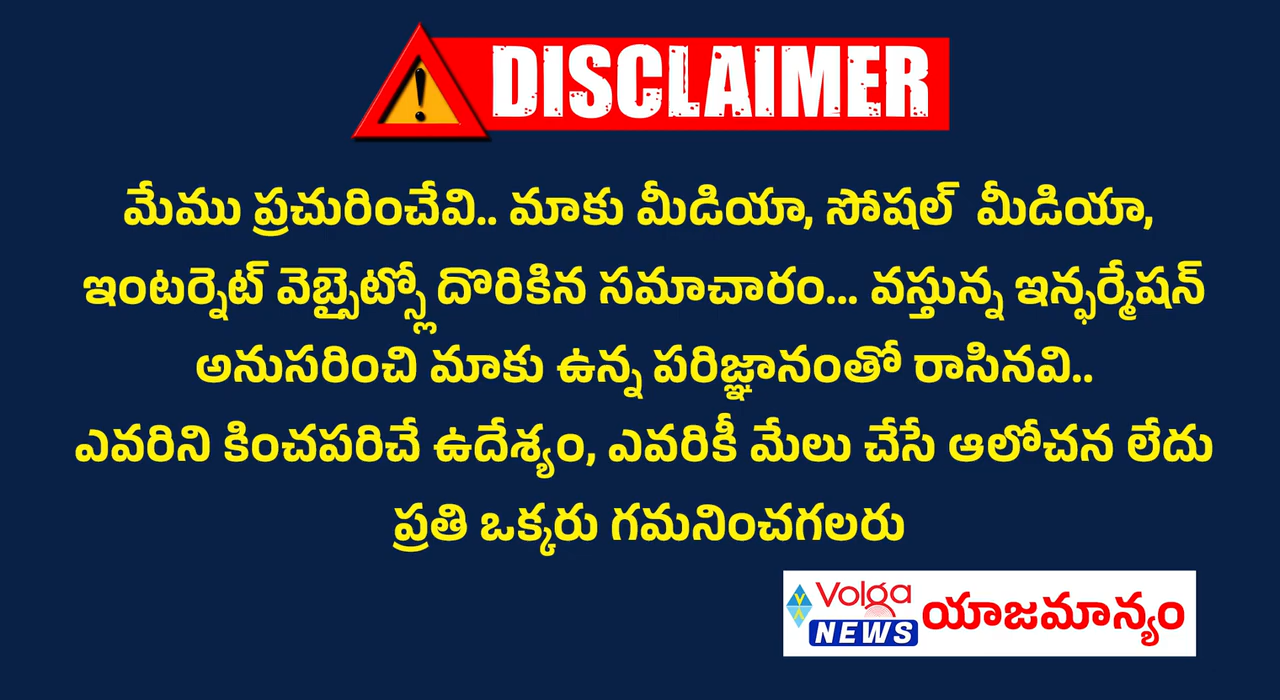 DISCLAIMER
మేము ప్రచురించేవి.. మాకు మీడియా, సోషల్ మీడియా,
ఇంటర్నెట్ వెబ్సైట్స్లో దొరికిన సమాచారం... వస్తున్న ఇన్ఫర్మేషన్
అనుసరించి మాకు ఉన్న పరిజ్ఞానంతో రాసినవి..
ఎవరిని కించపరిచే ఉదేశ్యం, ఎవరికీ మేలు చేసే ఆలోచన లేదు
ప్రతి ఒక్కరు గమనించగలరు
Volga
NEWS
యాజమాన్యం